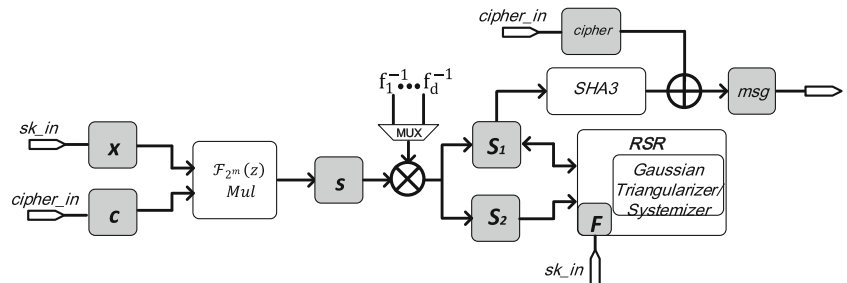 cipher_in
cipher
f₁⁻¹ ••• f_d⁻¹
MUX
SHA3
msg
sk_in
x
S₁
RSR
ℱ₂ᵐ(z)
Mul
s
Gaussian
Triangularizer/
Systemizer
cipher_in
c
S₂
F
sk_in